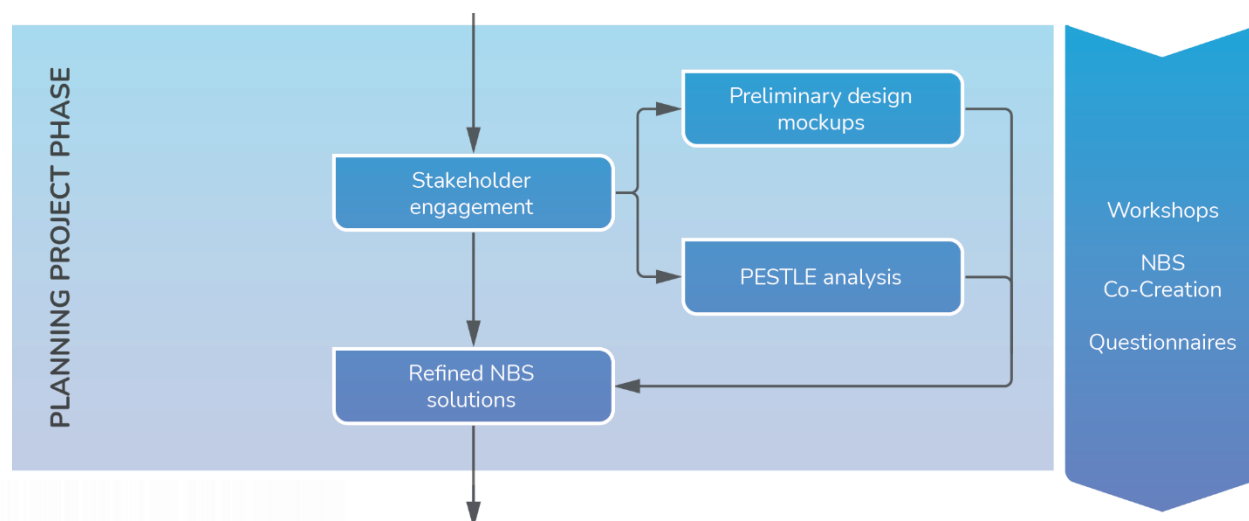 PLANNING PROJECT PHASE
Preliminary design
mockups
Stakeholder
engagement
PESTLE analysis
Refined NBS
solutions
Workshops
NBS
Co-Creation
Questionnaires